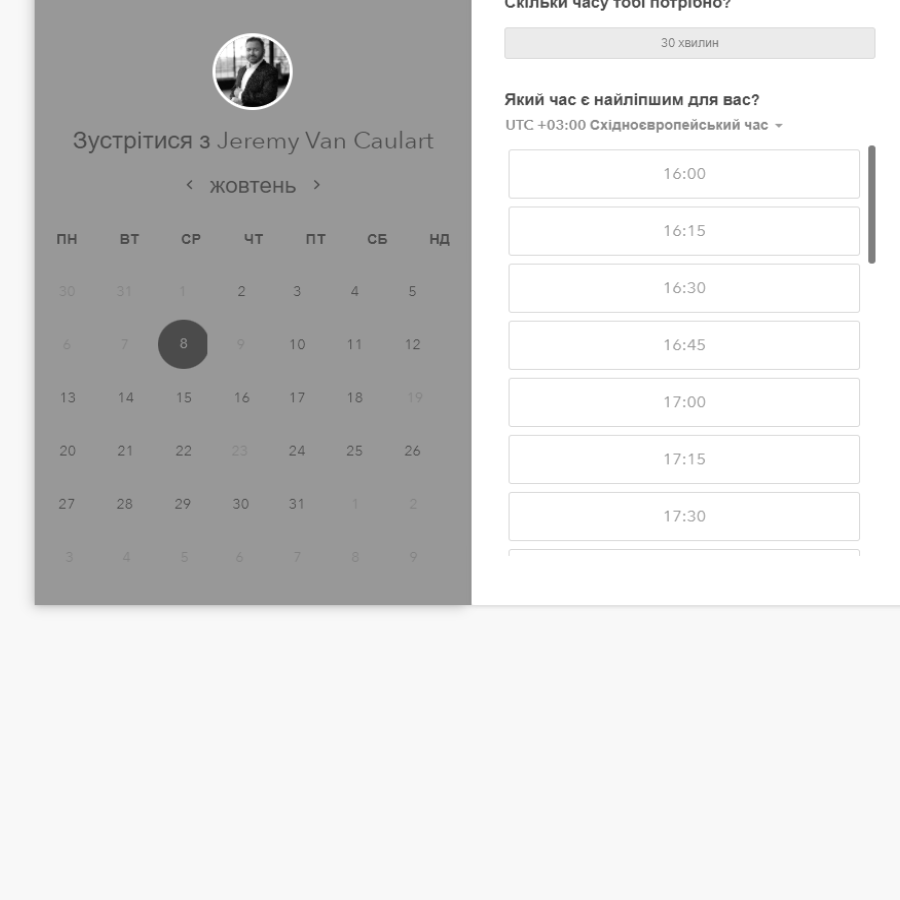 Зустрітися з Jeremy Van Caulart
жовтень
ПН ВТ СР ЧТ ПТ СБ НД
30 31 1 2 3 4 5
6 7 8 9 10 11 12
13 14 15 16 17 18 19
20 21 22 23 24 25 26
27 28 29 30 31 1 2
3 4 5 6 7 8 9
Скільки часу тобі потрібно?
30 хвилин
Який час є найліпшим для вас?
UTC +03:00 Східноєвропейський час
16:00
16:15
16:30
16:45
17:00
17:15
17:30